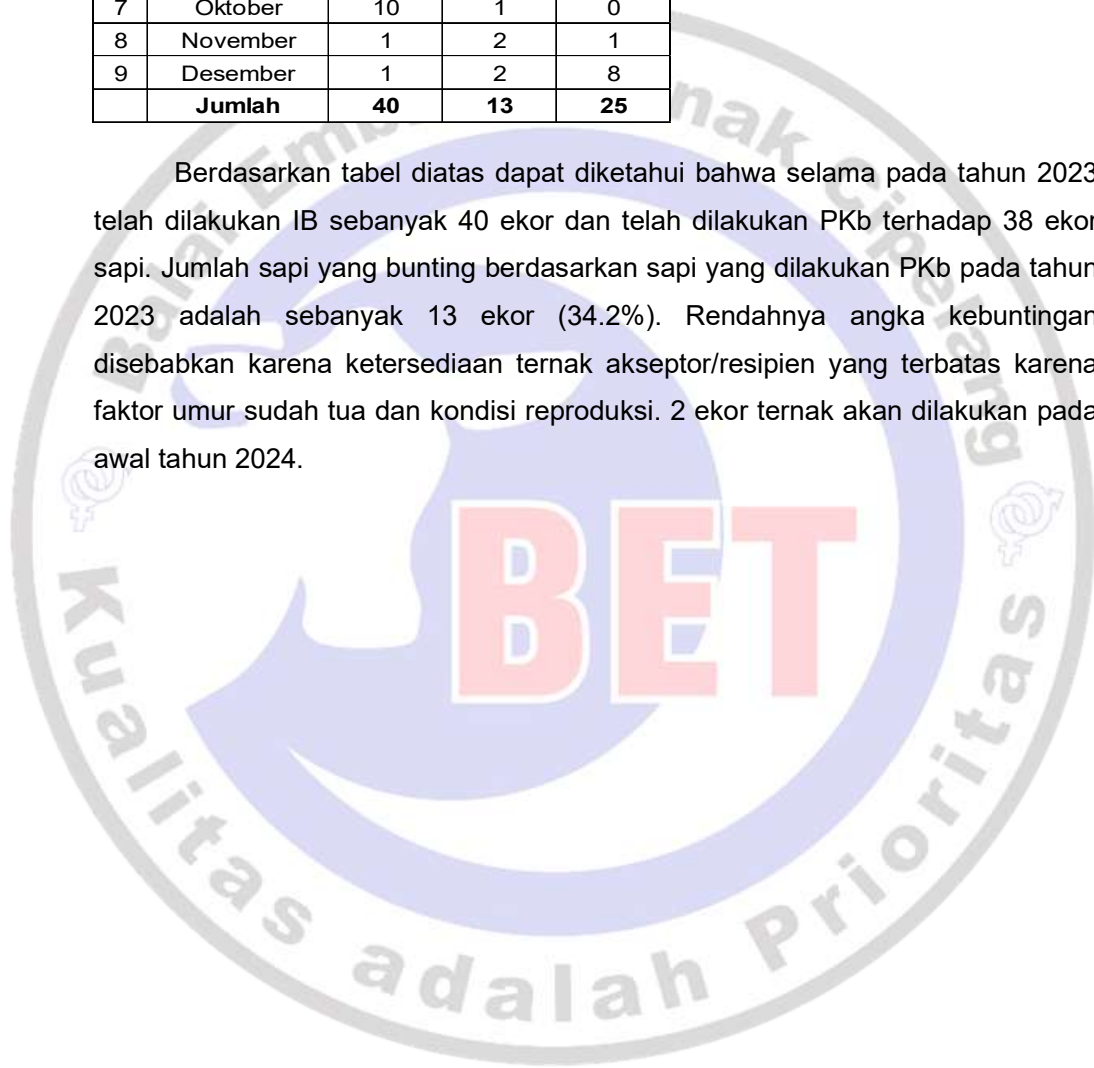 7 Oktober 10 1 0
8 November 1 2 1
9 Desember 1 2 8
Jumlah 40 13 25
Berdasarkan tabel diatas dapat diketahui bahwa selama pada tahun 2023
telah dilakukan IB sebanyak 40 ekor dan telah dilakukan PKb terhadap 38 ekor
sapi. Jumlah sapi yang bunting berdasarkan sapi yang dilakukan PKb pada tahun
2023 adalah sebanyak 13 ekor (34.2%). Rendahnya angka kebuntingan
disebabkan karena ketersediaan ternak akseptor/resipien yang terbatas karena
faktor umur sudah tua dan kondisi reproduksi. 2 ekor ternak akan dilakukan pada
awal tahun 2024.
Balai Embrio Ternak Cipelang
BET
Kualitas adalah Prioritas